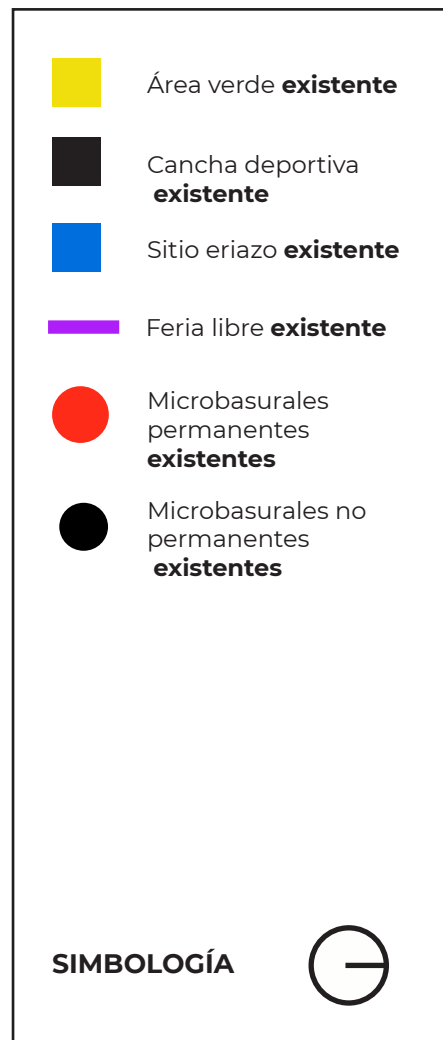 Área verde existente
Cancha deportiva
existente
Sitio eriazo existente
Feria libre existente
Microbasurales
permanentes
existentes
Microbasurales no
permanentes
existentes
SIMBOLOGÍA